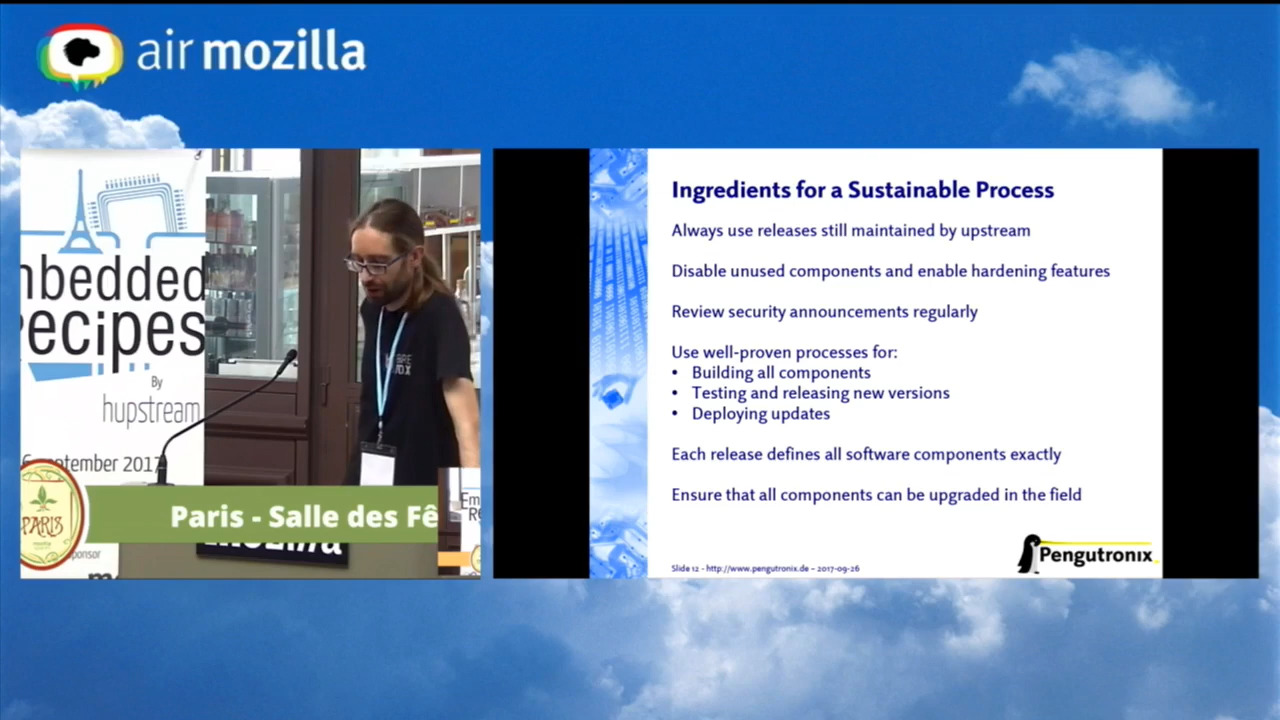 air mozilla
mbedded
ecipes
By
hupstream
September 2017
PARIS
Paris - Salle des Fê
mozilla
Ingredients for a Sustainable Process
Always use releases still maintained by upstream
Disable unused components and enable hardening features
Review security announcements regularly
Use well-proven processes for:
• Building all components
• Testing and releasing new versions
• Deploying updates
Each release defines all software components exactly
Ensure that all components can be upgraded in the field
Slide 12 - http://www.pengutronix.de – 2017-09-26
Pengutronix